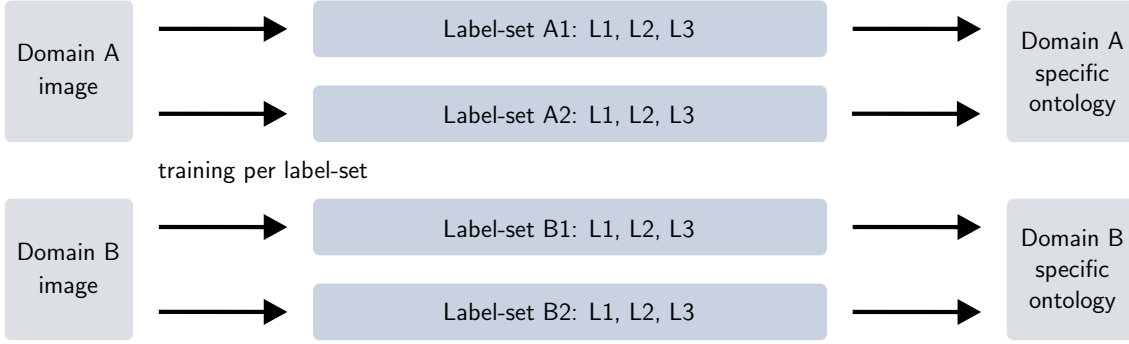 Domain A
image
Label-set A1: L1, L2, L3
Label-set A2: L1, L2, L3
Domain A
specific
ontology
training per label-set
Domain B
image
Label-set B1: L1, L2, L3
Label-set B2: L1, L2, L3
Domain B
specific
ontology